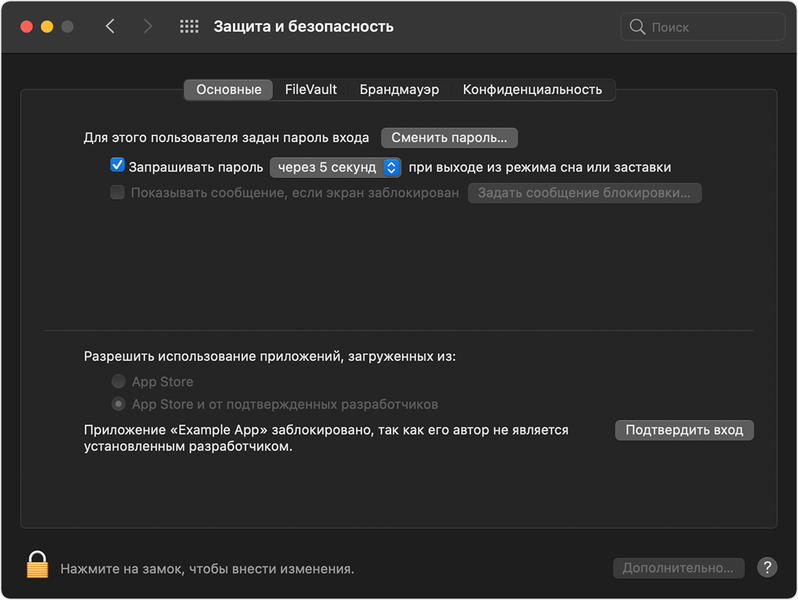 Защита и безопасность
Поиск
Основные FileVault Брандмауэр Конфиденциальность
Для этого пользователя задан пароль входа Сменить пароль...
Запрашивать пароль через 5 секунд при выходе из режима сна или заставки
Показывать сообщение, если экран заблокирован Задать сообщение блокировки...
Разрешить использование приложений, загруженных из:
App Store
App Store и от подтвержденных разработчиков
Приложение «Example App» заблокировано, так как его автор не является
установленным разработчиком.
Подтвердить вход
Нажмите на замок, чтобы внести изменения.
Дополнительно... ?